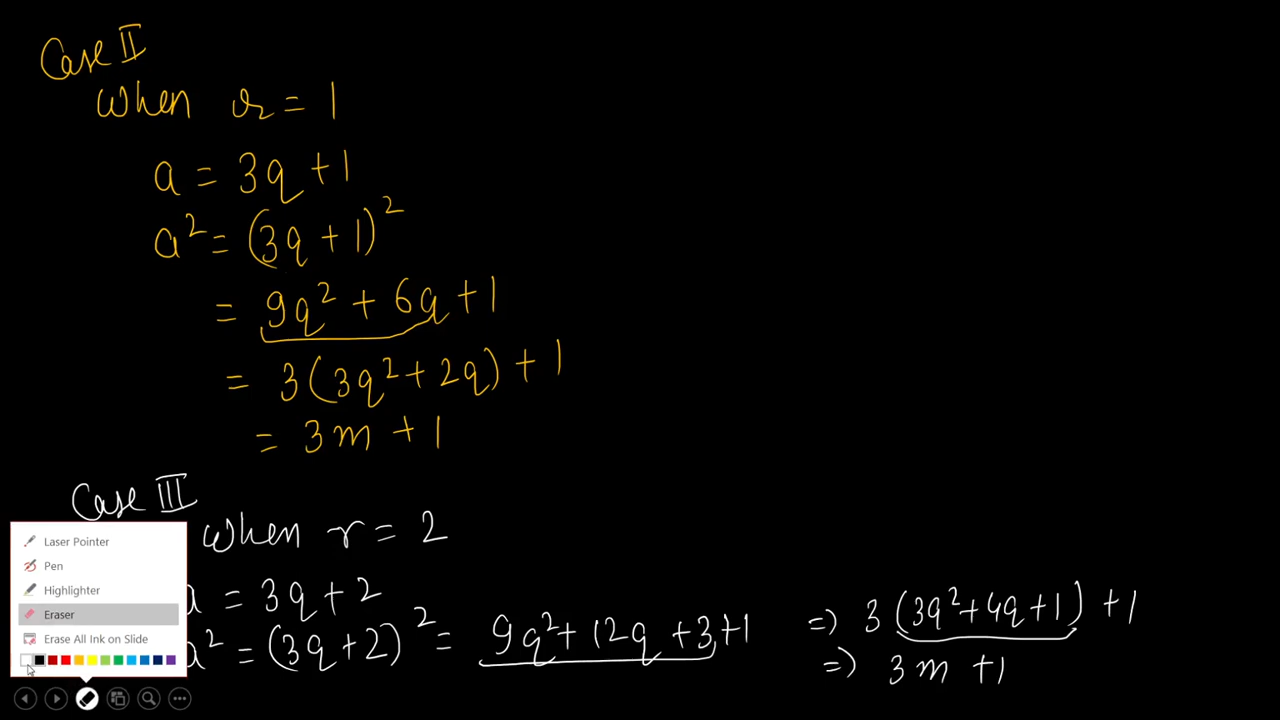 Case II
When r = 1
a = 3q + 1
a² = (3q + 1)²
= 9q² + 6q + 1
= 3(3q² + 2q) + 1
= 3m + 1
Case III
When r = 2
a = 3q + 2
a² = (3q + 2)² = 9q² + 12q + 3 + 1 => 3(3q² + 4q + 1) + 1
=> 3m + 1
Laser Pointer
Pen
Highlighter
Eraser
Erase All Ink on Slide